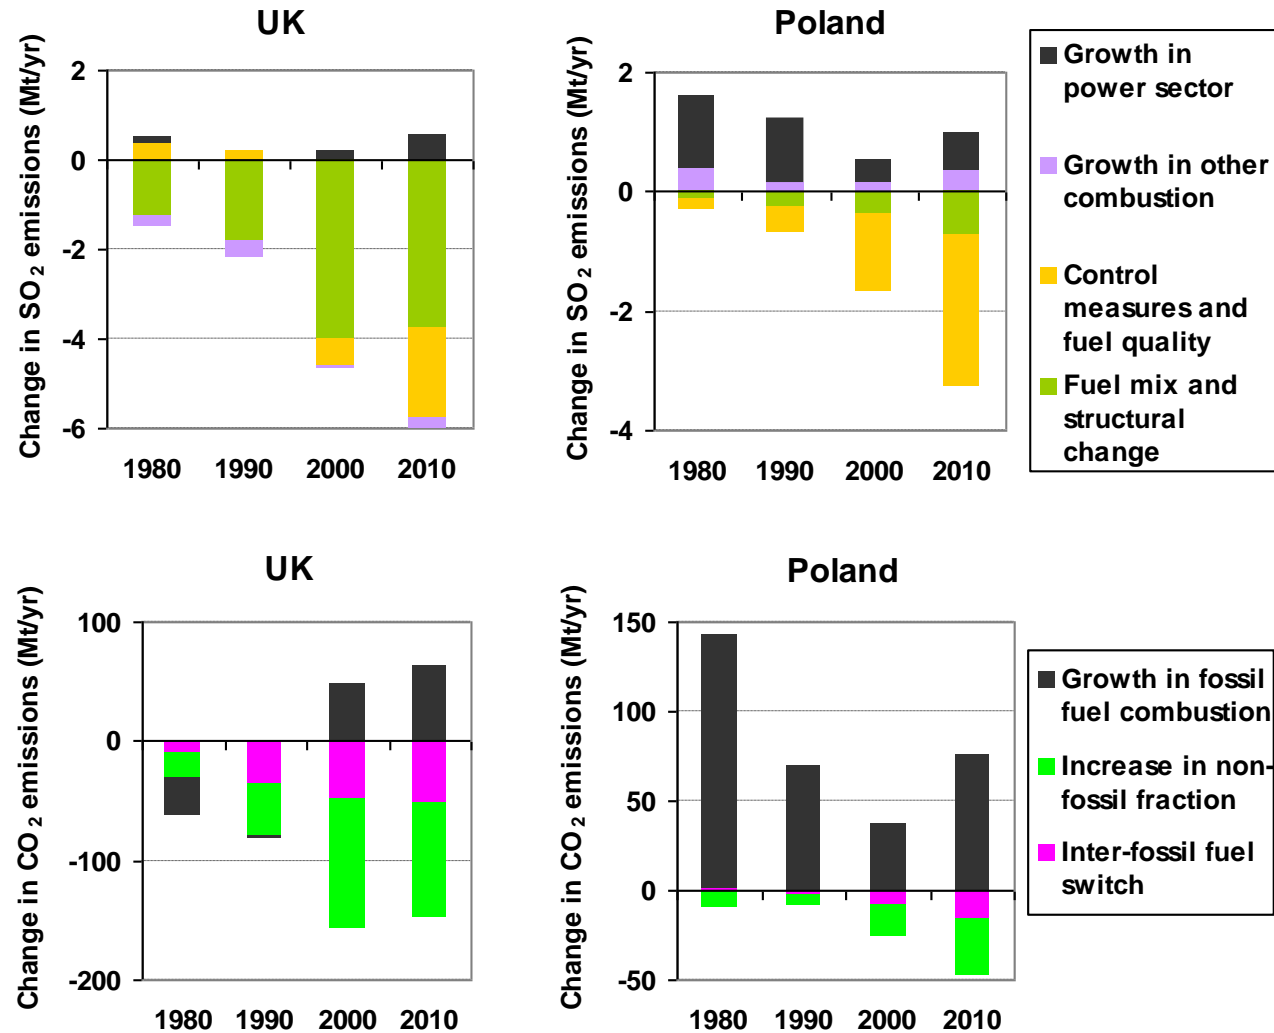 UK
Change in SO2 emissions (Mt/yr)
2
0
-2
-4
-6
1980 1990 2000 2010
Poland
Change in SO2 emissions (Mt/yr)
2
0
-2
-4
1980 1990 2000 2010
Growth in
power sector
Growth in other
combustion
Control
measures and
fuel quality
Fuel mix and
structural
change
UK
Change in CO2 emissions (Mt/yr)
100
0
-100
-200
1980 1990 2000 2010
Poland
Change in CO2 emissions (Mt/yr)
150
100
50
0
-50
1980 1990 2000 2010
Growth in fossil
fuel combustion
Increase in non-
fossil fraction
Inter-fossil fuel
switch